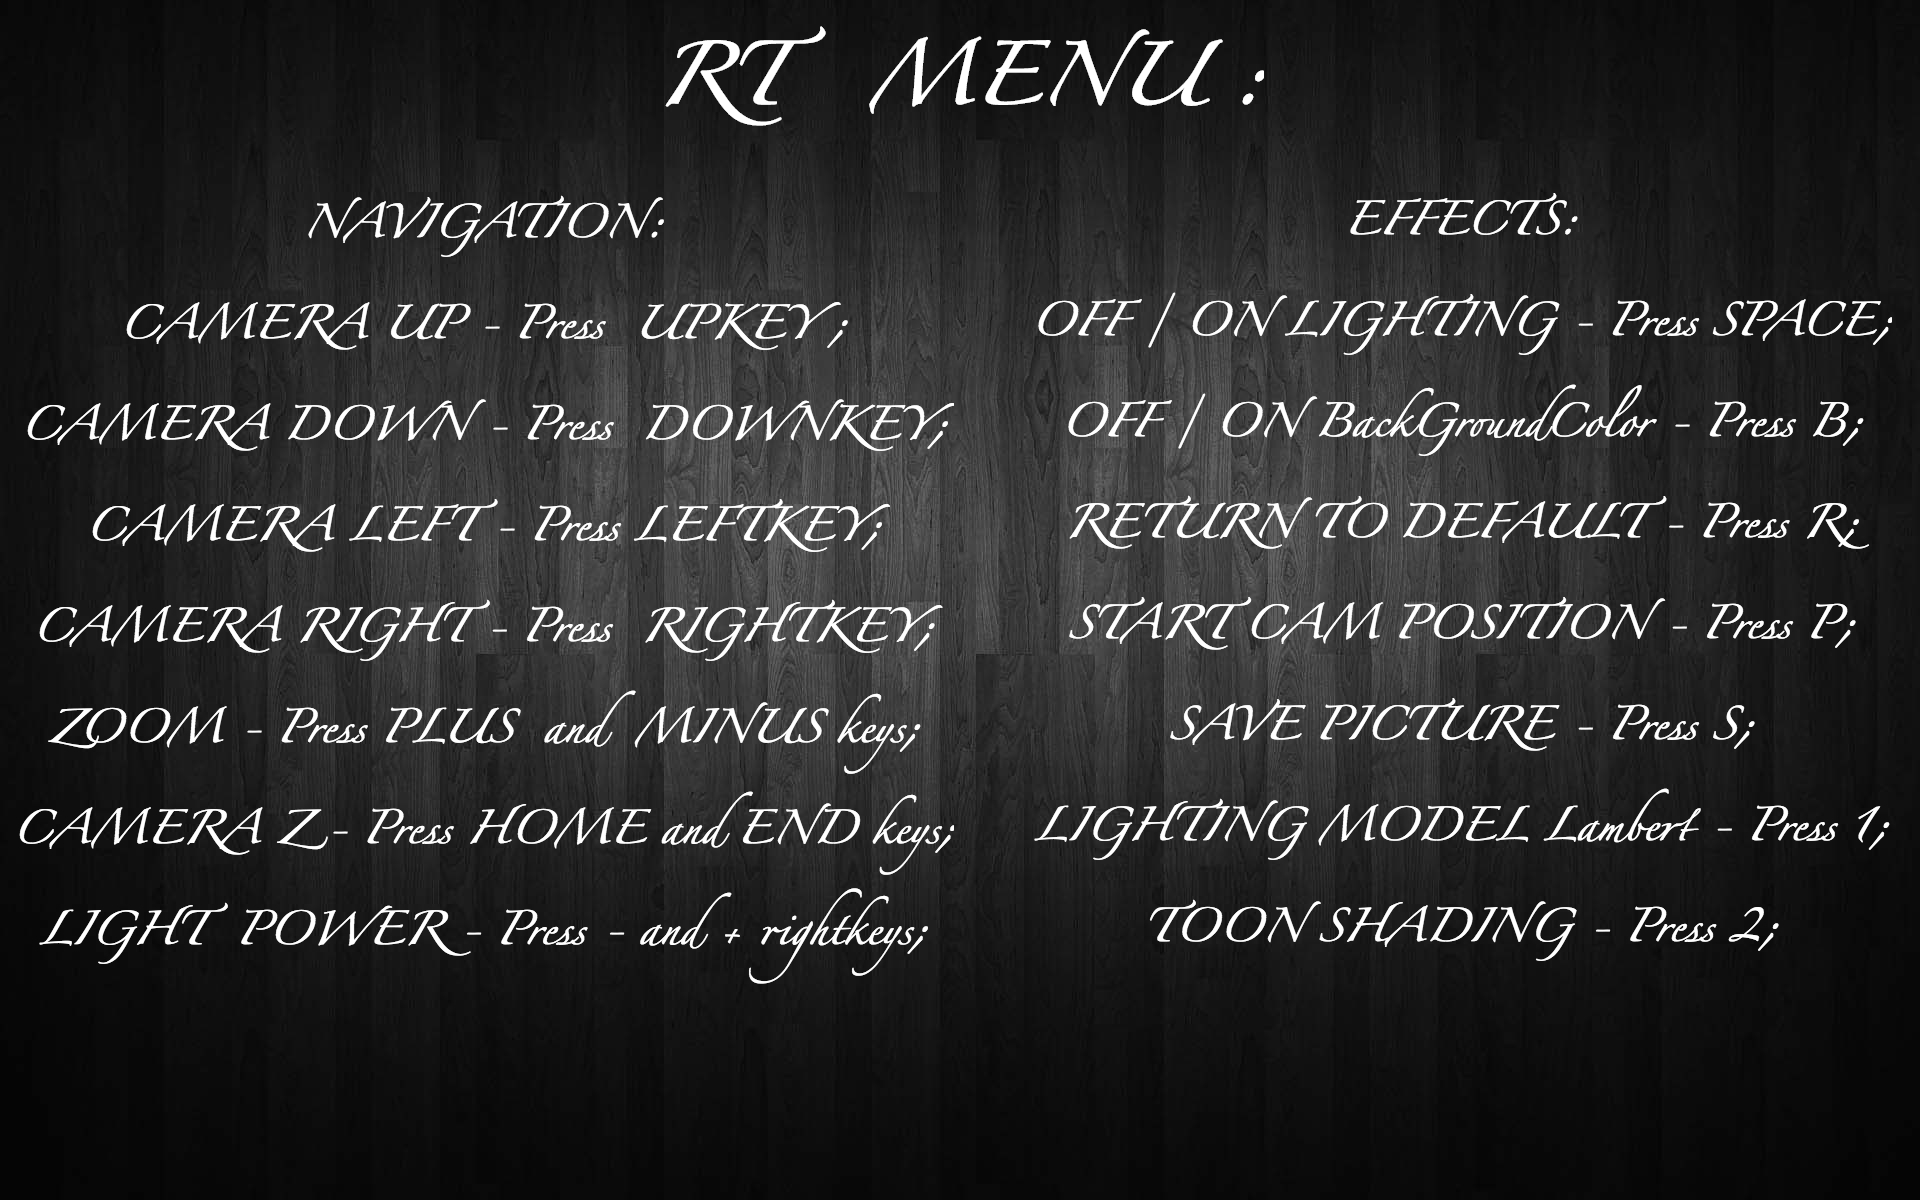 RT MENU :
NAVIGATION:
CAMERA UP - Press UPKEY ;
CAMERA DOWN - Press DOWNKEY;
CAMERA LEFT - Press LEFTKEY;
CAMERA RIGHT - Press RIGHTKEY;
ZOOM - Press PLUS and MINUS keys;
CAMERA Z - Press HOME and END keys;
LIGHT POWER - Press - and + rightkeys;
EFFECTS:
OFF / ON LIGHTING - Press SPACE;
OFF / ON BackGroundColor - Press B;
RETURN TO DEFAULT - Press R;
START CAM POSITION - Press P;
SAVE PICTURE - Press S;
LIGHTING MODEL Lambert - Press 1;
TOON SHADING - Press 2;